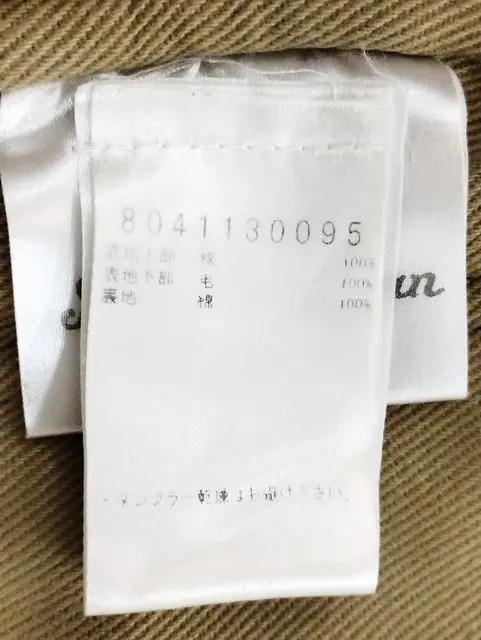 8041130095
表地上部 綿 100%
表地下部 毛 100%
裏地 綿 100%
・タンブラー乾燥はお避け下さい。
an